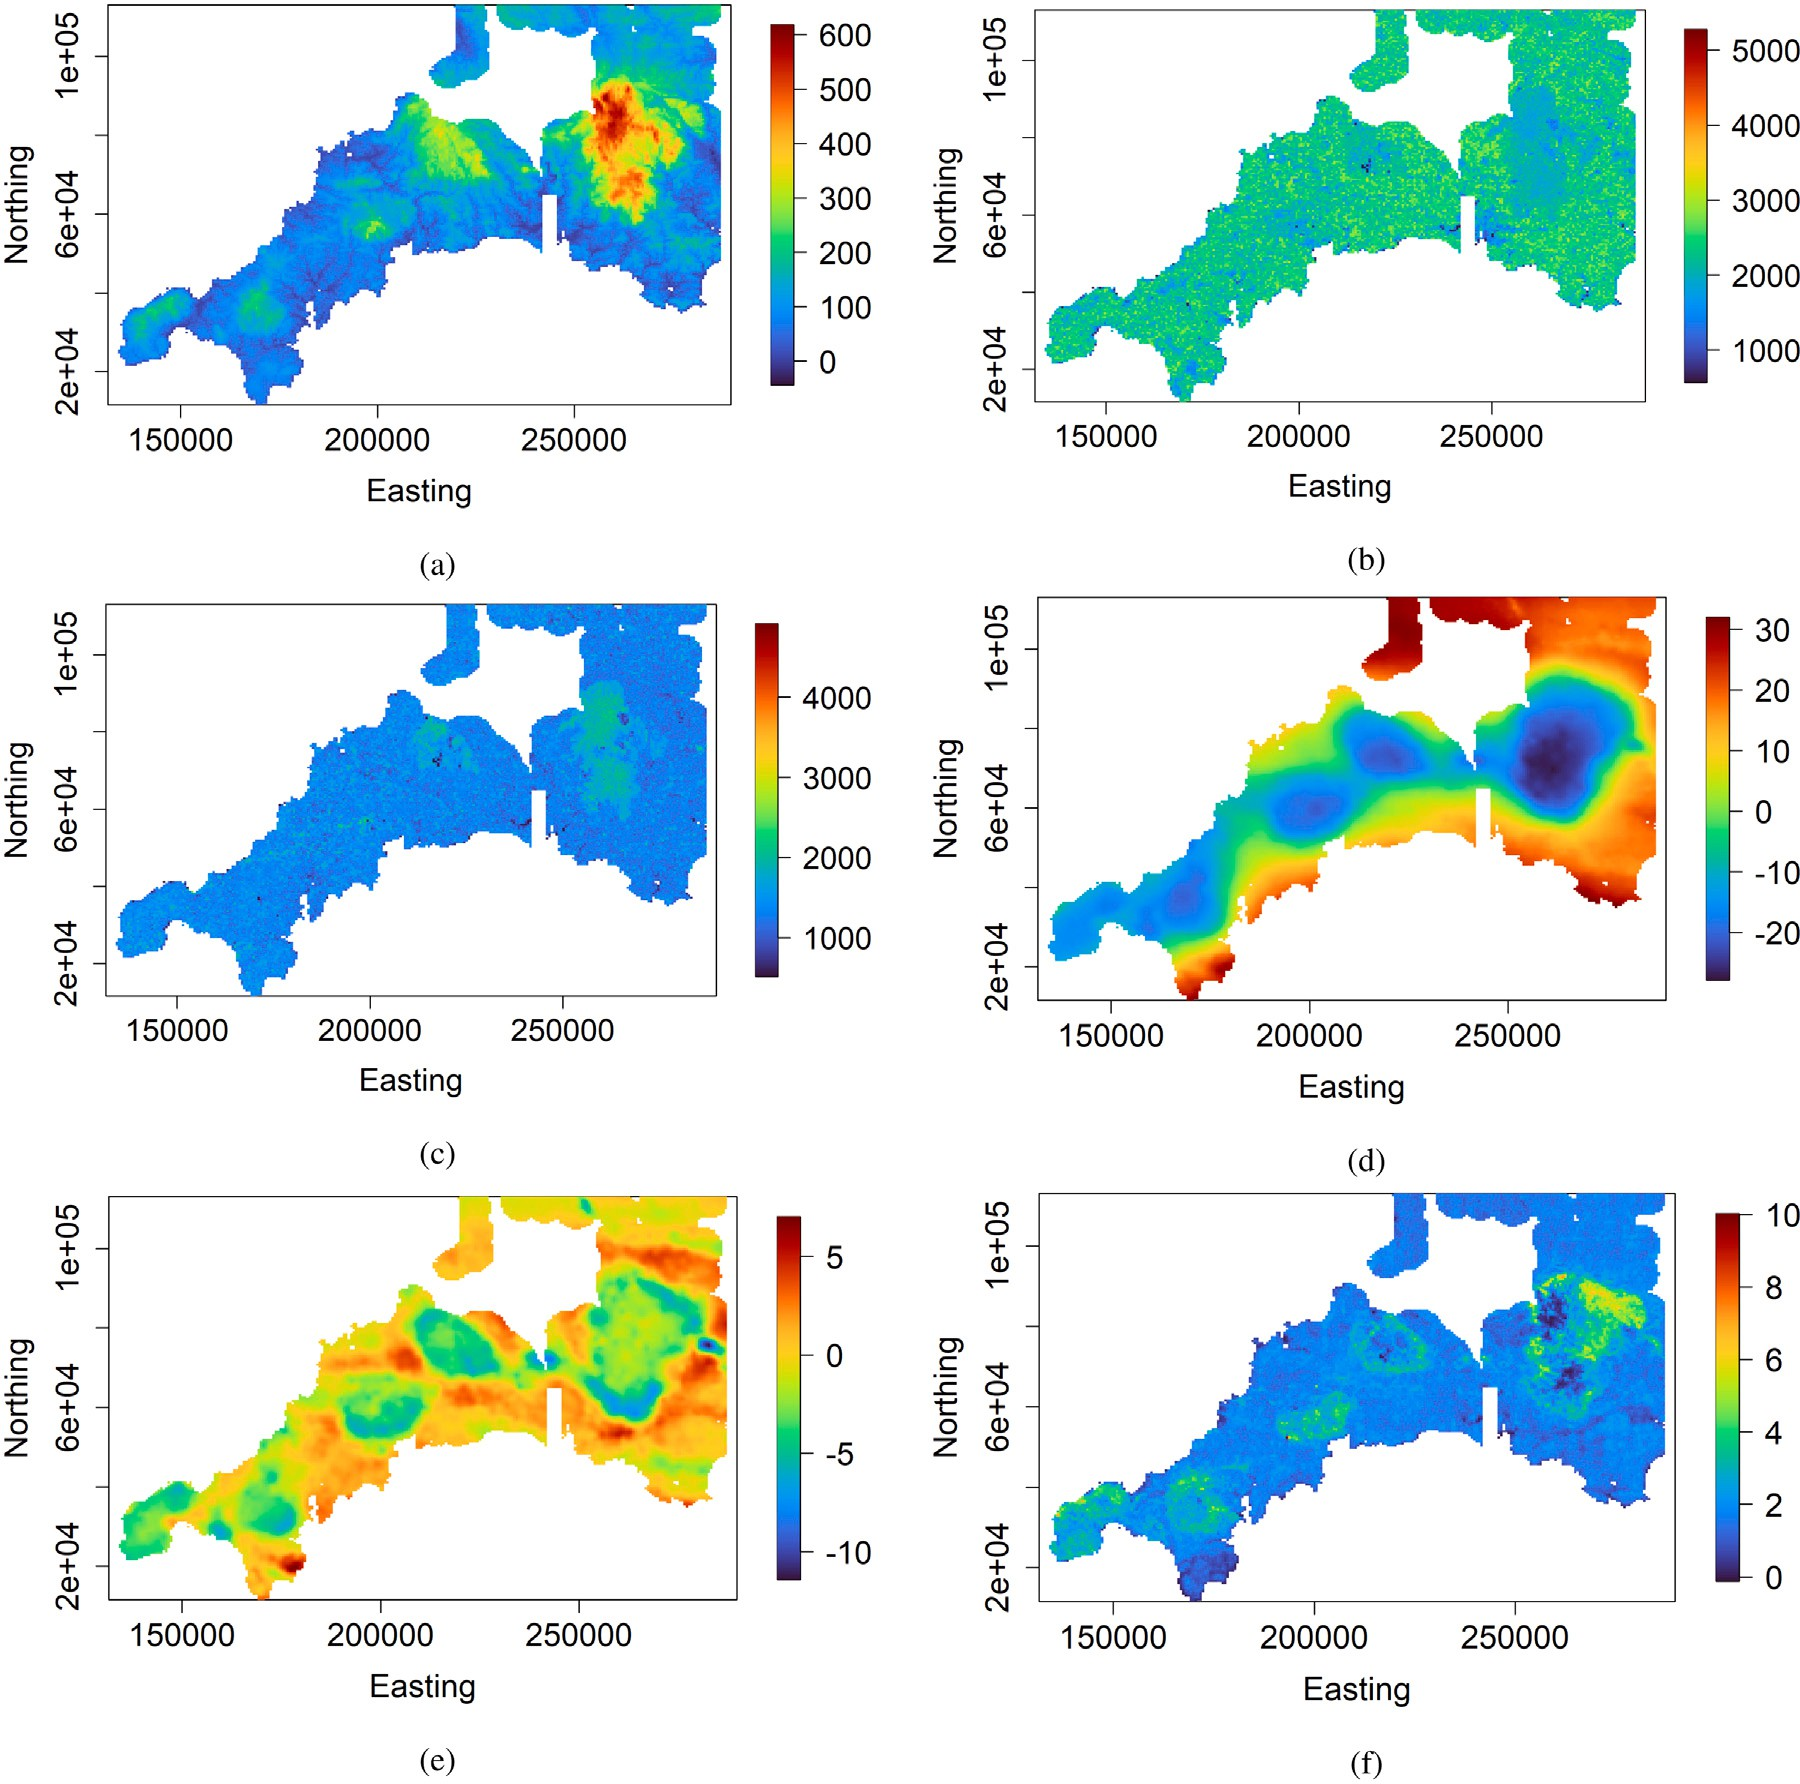 1e+05
6e+04
2e+04
Northing
150000 200000 250000
Easting
600
500
400
300
200
100
0
(a)
1e+05
6e+04
2e+04
Northing
150000 200000 250000
Easting
5000
4000
3000
2000
1000
(b)
1e+05
6e+04
2e+04
Northing
150000 200000 250000
Easting
4000
3000
2000
1000
(c)
1e+05
6e+04
2e+04
Northing
150000 200000 250000
Easting
30
20
10
0
-10
-20
(d)
1e+05
6e+04
2e+04
Northing
150000 200000 250000
Easting
5
0
-5
-10
(e)
1e+05
6e+04
2e+04
Northing
150000 200000 250000
Easting
10
8
6
4
2
0
(f)